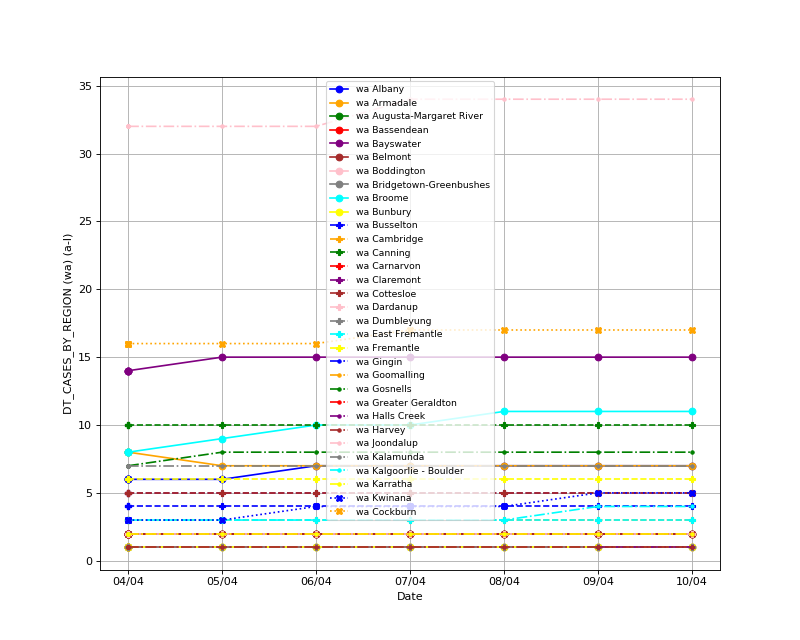 DT_CASES_BY_REGION (wa) (a-l)
35
30
25
20
15
10
5
0
04/04
05/04
06/04
07/04
08/04
09/04
10/04
Date
wa Albany
wa Armadale
wa Augusta-Margaret River
wa Bassendean
wa Bayswater
wa Belmont
wa Boddington
wa Bridgetown-Greenbushes
wa Broome
wa Bunbury
wa Busselton
wa Cambridge
wa Canning
wa Carnarvon
wa Claremont
wa Cottesloe
wa Dardanup
wa Dumbleyung
wa East Fremantle
wa Fremantle
wa Gingin
wa Goomalling
wa Gosnells
wa Greater Geraldton
wa Halls Creek
wa Harvey
wa Joondalup
wa Kalamunda
wa Kalgoorlie - Boulder
wa Karratha
wa Kwinana
wa Cockburn